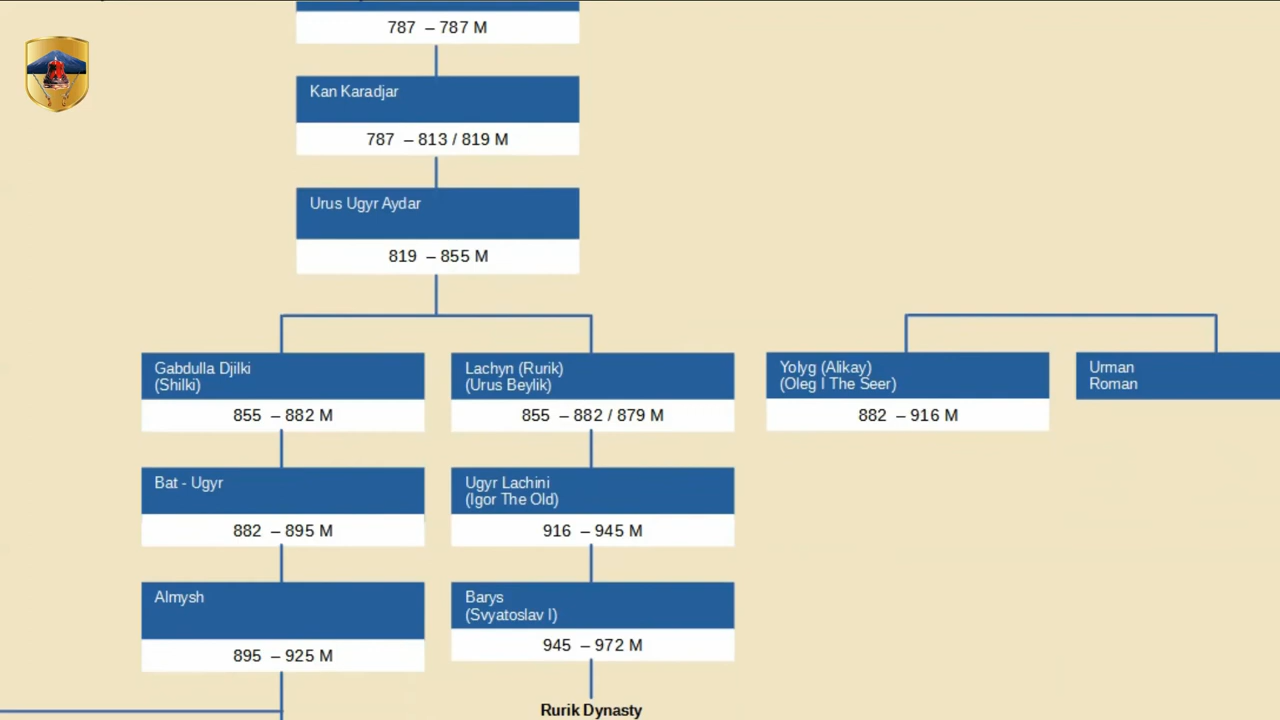 787 – 787 M
Kan Karadjar
787 – 813 / 819 M
Urus Ugyr Aydar
819 – 855 M
Gabdulla Djilki
(Shilki)
855 – 882 M
Lachyn (Rurik)
(Urus Beylik)
855 – 882 / 879 M
Yolyg (Alikay)
(Oleg I The Seer)
882 – 916 M
Urman
Roman
Bat - Ugyr
882 – 895 M
Ugyr Lachini
(Igor The Old)
916 – 945 M
Almysh
895 – 925 M
Barys
(Svyatoslav I)
945 – 972 M
Rurik Dynasty